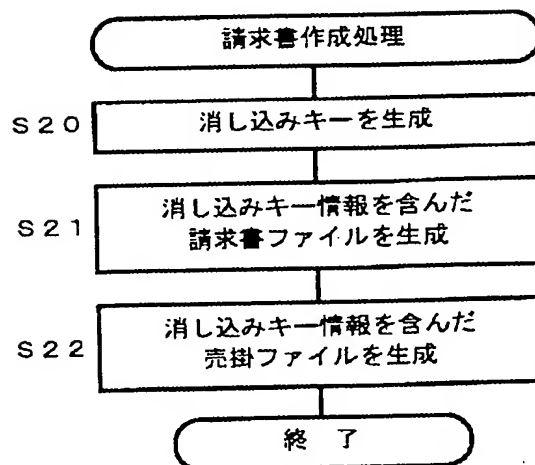 請求書作成処理
S20
消し込みキーを生成
S21
消し込みキー情報を含んだ
請求書ファイルを生成
S22
消し込みキー情報を含んだ
売掛ファイルを生成
終 了